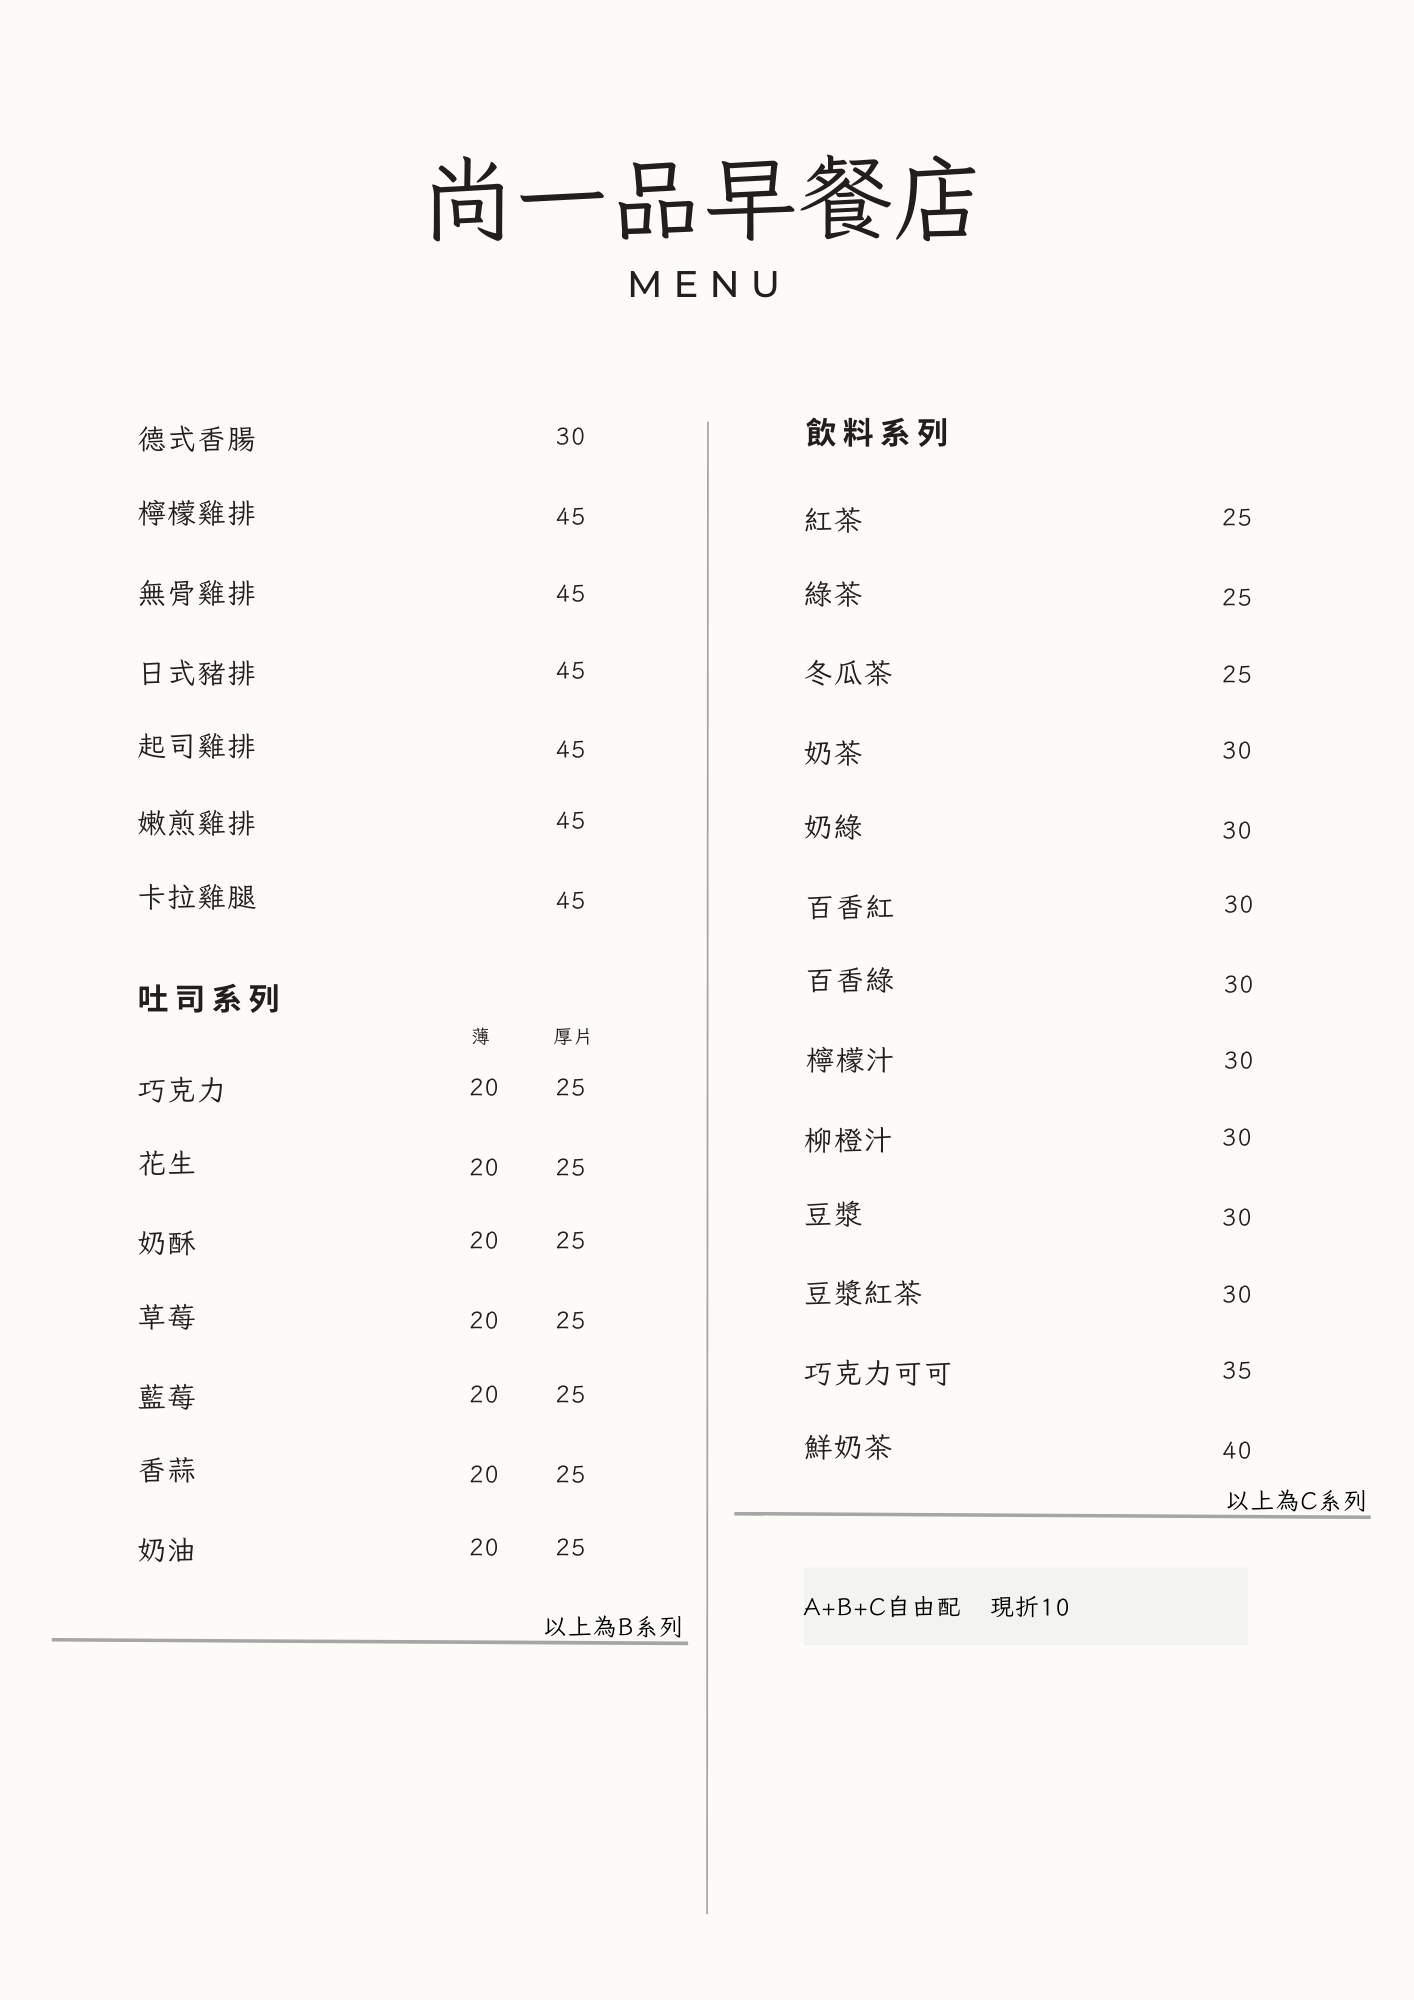 尚一品早餐店
MENU
德式香腸 30
檸檬雞排 45
無骨雞排 45
日式豬排 45
起司雞排 45
嫩煎雞排 45
卡拉雞腿 45
吐司系列
薄 厚片
巧克力 20 25
花生 20 25
奶酥 20 25
草莓 20 25
藍莓 20 25
香蒜 20 25
奶油 20 25
以上為B系列
飲料系列
紅茶 25
綠茶 25
冬瓜茶 25
奶茶 30
奶綠 30
百香紅 30
百香綠 30
檸檬汁 30
柳橙汁 30
豆漿 30
豆漿紅茶 30
巧克力可可 35
鮮奶茶 40
以上為C系列
A+B+C自由配 現折10